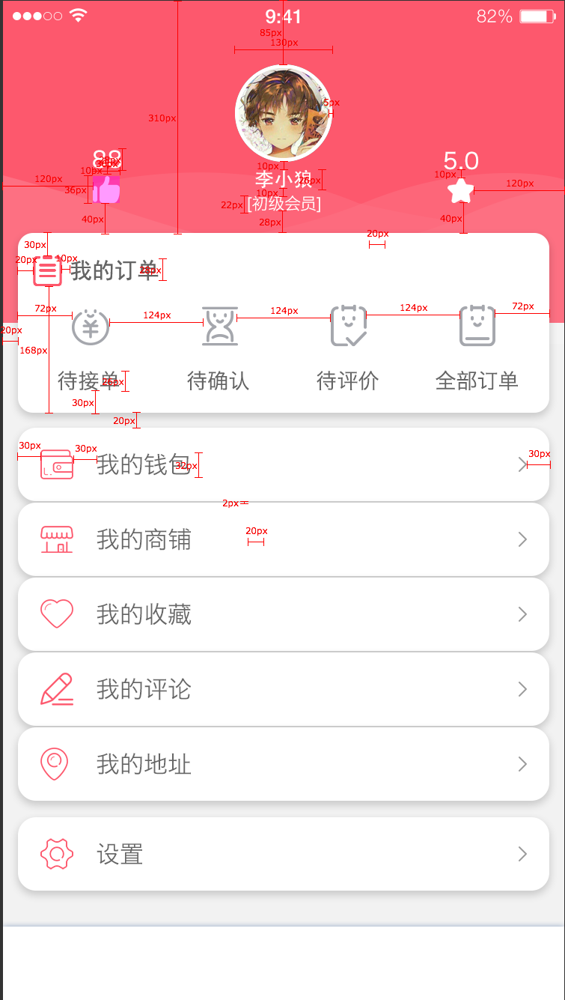 9:41
82%
85px
130px
5px
310px
88
28px
36px
10px
120px
36px
40px
10px
李小狼
26px
10px
[初级会员]
22px
28px
5.0
10px
120px
40px
30px
20px
10px
我的订单
28px
20px
72px
124px
124px
124px
72px
20px
168px
待接单
26px
待确认
待评价
全部订单
30px
20px
30px
30px
我的钱包
32px
30px
2px
我的商铺
20px
我的收藏
我的评论
我的地址
设置